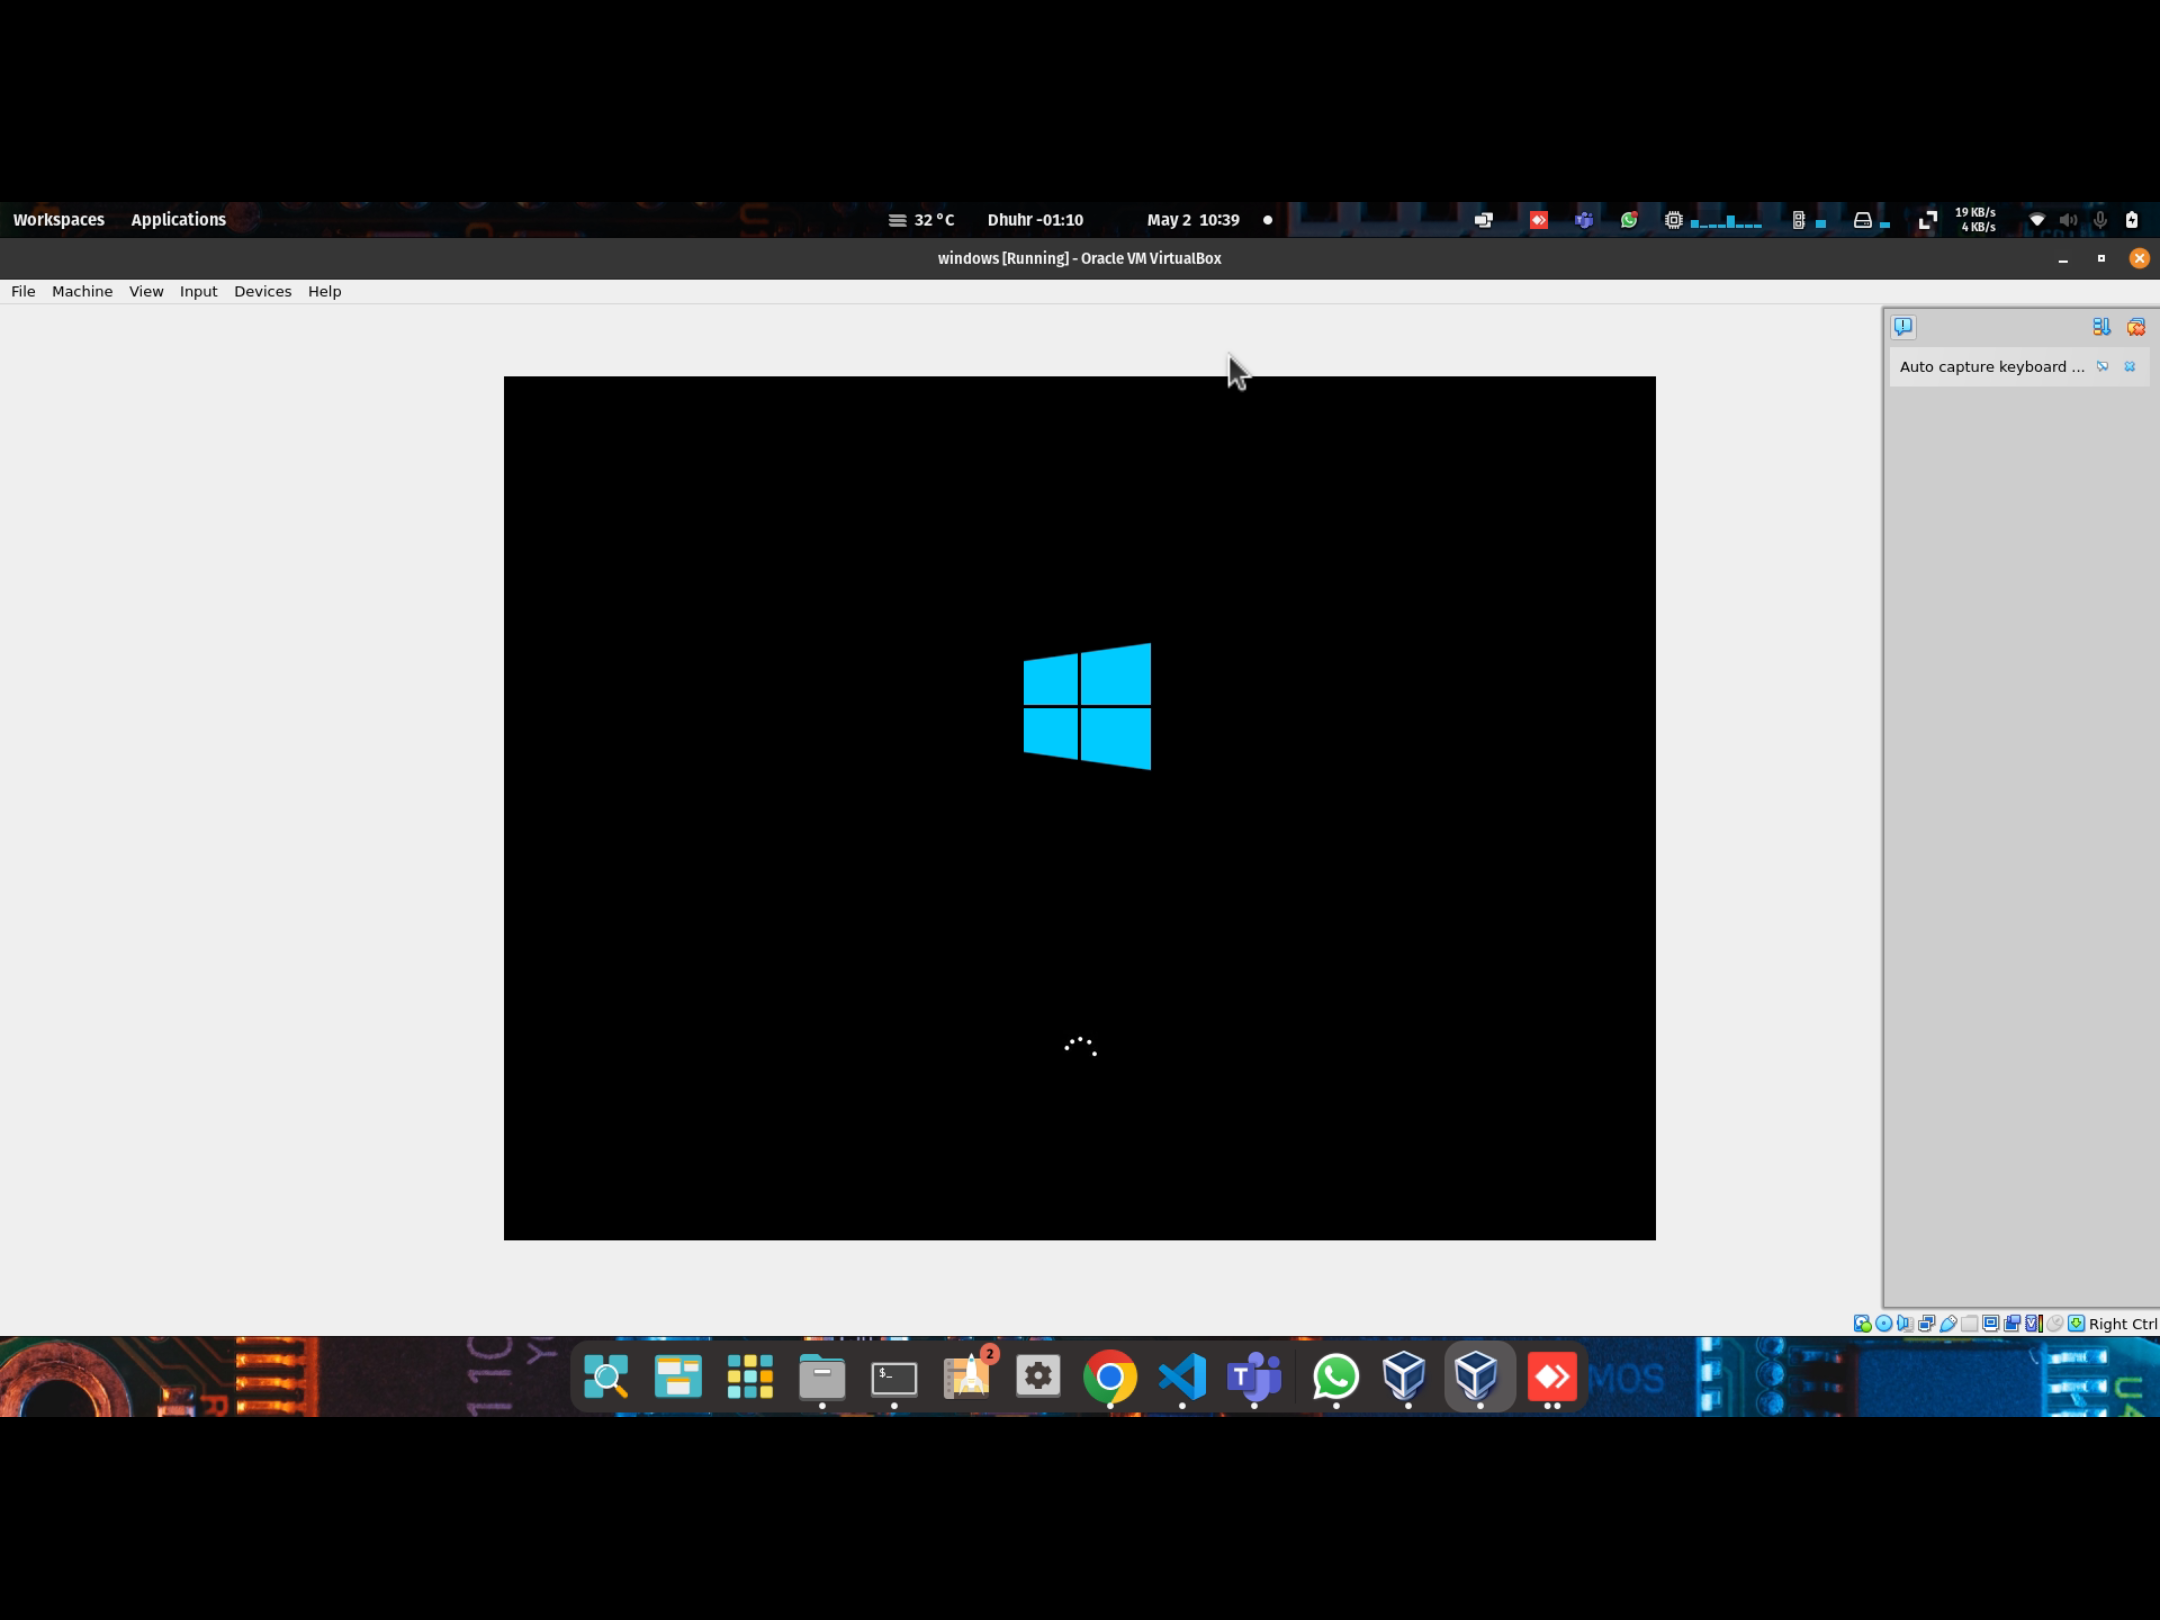 Workspaces Applications 32 °C Dhuhr -01:10 May 2 10:39 19 KB/s
4 KB/s
windows [Running] - Oracle VM VirtualBox
File Machine View Input Devices Help
Auto capture keyboard ...
Right Ctrl
2
$_
T
MOS